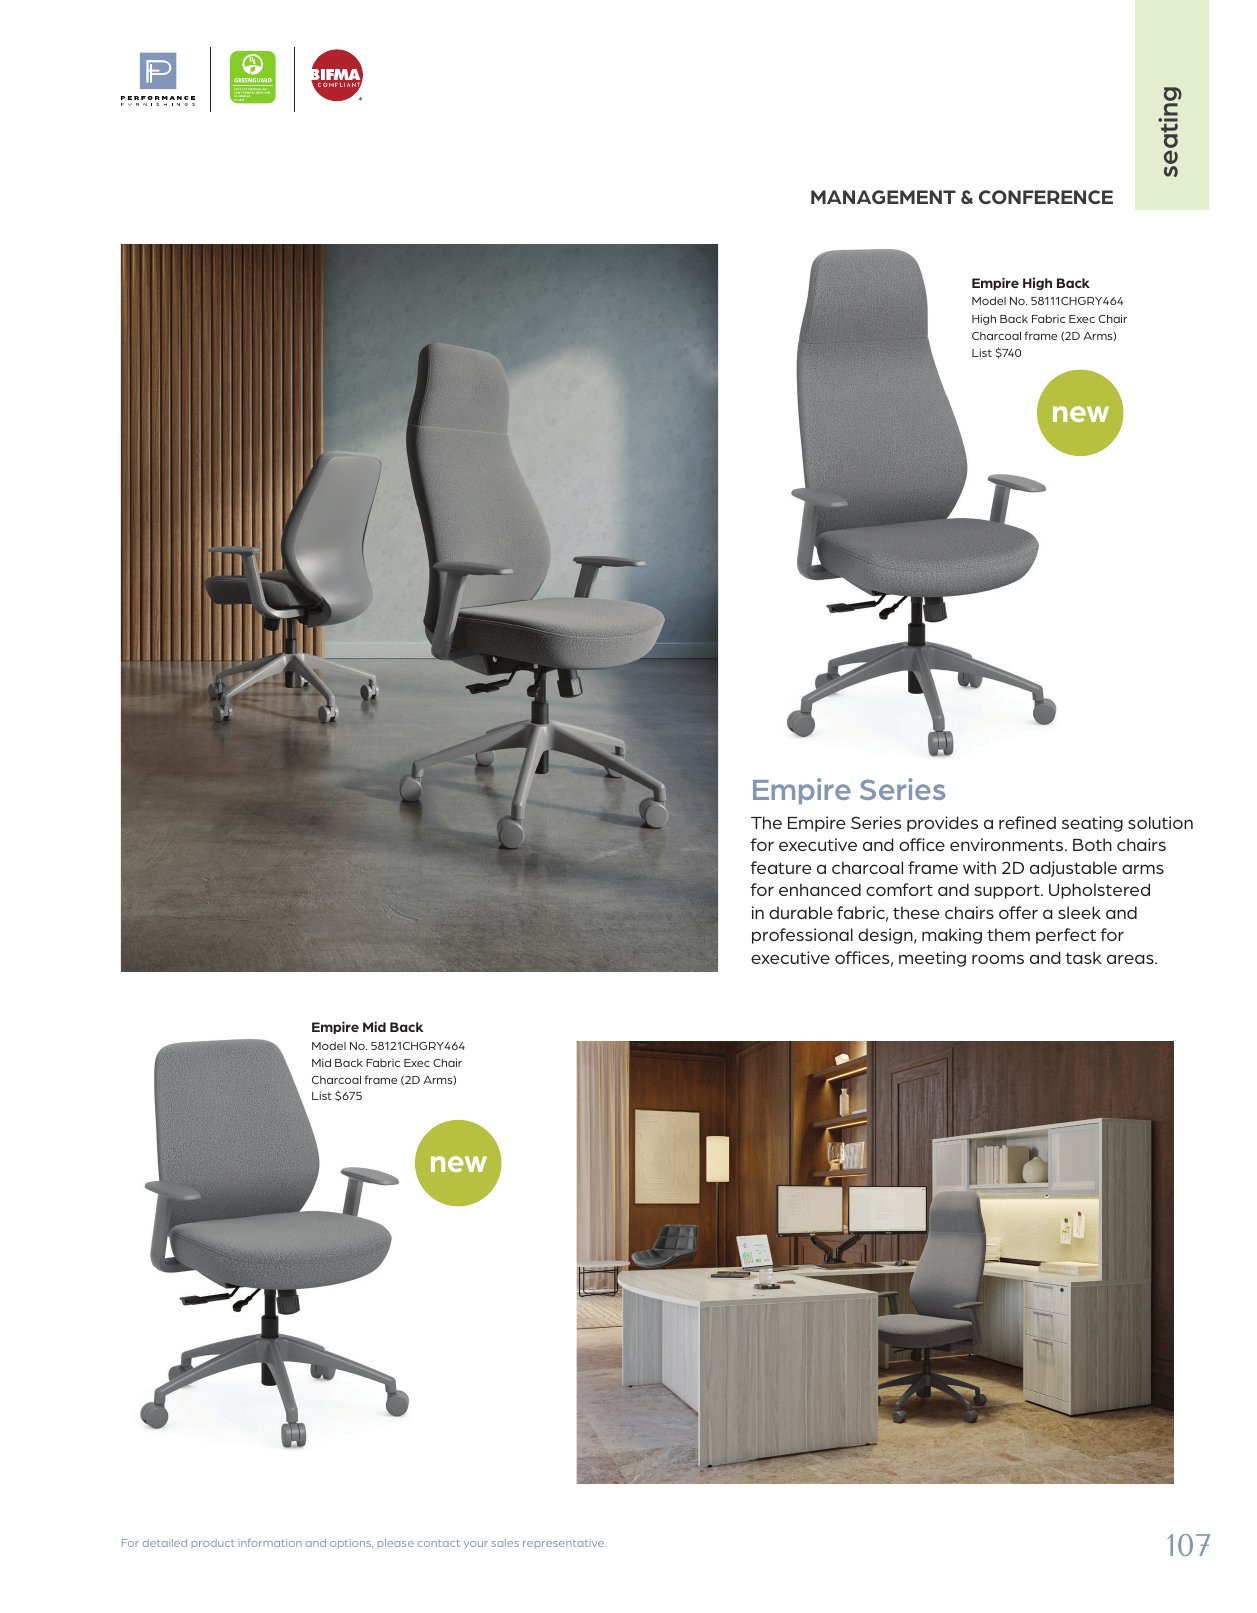 PERFORMANCE
FURNISHINGS
GREENGUARD
BIFMA
COMPLIANT
seating
MANAGEMENT & CONFERENCE
Empire High Back
Model No. 58111CHGRY464
High Back Fabric Exec Chair
Charcoal frame (2D Arms)
List $740
new
Empire Series
The Empire Series provides a refined seating solution
for executive and office environments. Both chairs
feature a charcoal frame with 2D adjustable arms
for enhanced comfort and support. Upholstered
in durable fabric, these chairs offer a sleek and
professional design, making them perfect for
executive offices, meeting rooms and task areas.
Empire Mid Back
Model No. 58121CHGRY464
Mid Back Fabric Exec Chair
Charcoal frame (2D Arms)
List $675
new
For detailed product information and options, please contact your sales representative.
107